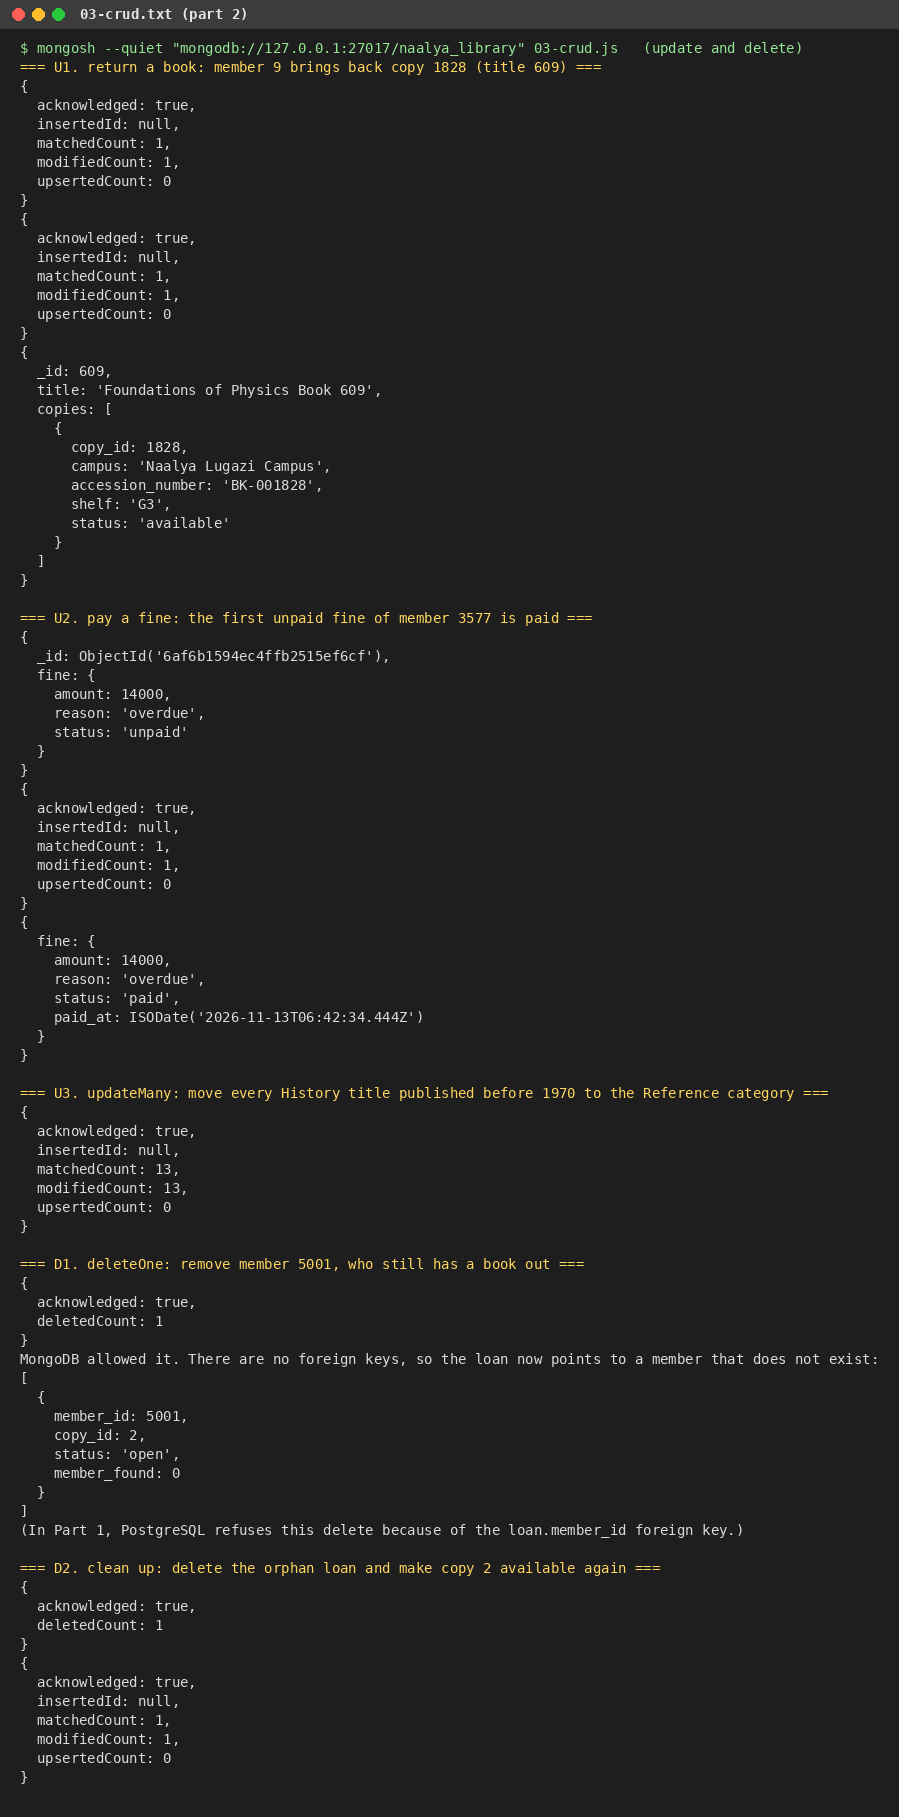 03-crud.txt (part 2)
$ mongosh --quiet "mongodb://127.0.0.1:27017/naalya_library" 03-crud.js   (update and delete)
=== U1. return a book: member 9 brings back copy 1828 (title 609) ===
{
  acknowledged: true,
  insertedId: null,
  matchedCount: 1,
  modifiedCount: 1,
  upsertedCount: 0
}
{
  acknowledged: true,
  insertedId: null,
  matchedCount: 1,
  modifiedCount: 1,
  upsertedCount: 0
}
{
  _id: 609,
  title: 'Foundations of Physics Book 609',
  copies: [
    {
      copy_id: 1828,
      campus: 'Naalya Lugazi Campus',
      accession_number: 'BK-001828',
      shelf: 'G3',
      status: 'available'
    }
  ]
}

=== U2. pay a fine: the first unpaid fine of member 3577 is paid ===
{
  _id: ObjectId('6af6b1594ec4ffb2515ef6cf'),
  fine: {
    amount: 14000,
    reason: 'overdue',
    status: 'unpaid'
  }
}
{
  acknowledged: true,
  insertedId: null,
  matchedCount: 1,
  modifiedCount: 1,
  upsertedCount: 0
}
{
  fine: {
    amount: 14000,
    reason: 'overdue',
    status: 'paid',
    paid_at: ISODate('2026-11-13T06:42:34.444Z')
  }
}

=== U3. updateMany: move every History title published before 1970 to the Reference category ===
{
  acknowledged: true,
  insertedId: null,
  matchedCount: 13,
  modifiedCount: 13,
  upsertedCount: 0
}

=== D1. deleteOne: remove member 5001, who still has a book out ===
{
  acknowledged: true,
  deletedCount: 1
}
MongoDB allowed it. There are no foreign keys, so the loan now points to a member that does not exist:
[
  {
    member_id: 5001,
    copy_id: 2,
    status: 'open',
    member_found: 0
  }
]
(In Part 1, PostgreSQL refuses this delete because of the loan.member_id foreign key.)

=== D2. clean up: delete the orphan loan and make copy 2 available again ===
{
  acknowledged: true,
  deletedCount: 1
}
{
  acknowledged: true,
  insertedId: null,
  matchedCount: 1,
  modifiedCount: 1,
  upsertedCount: 0
}